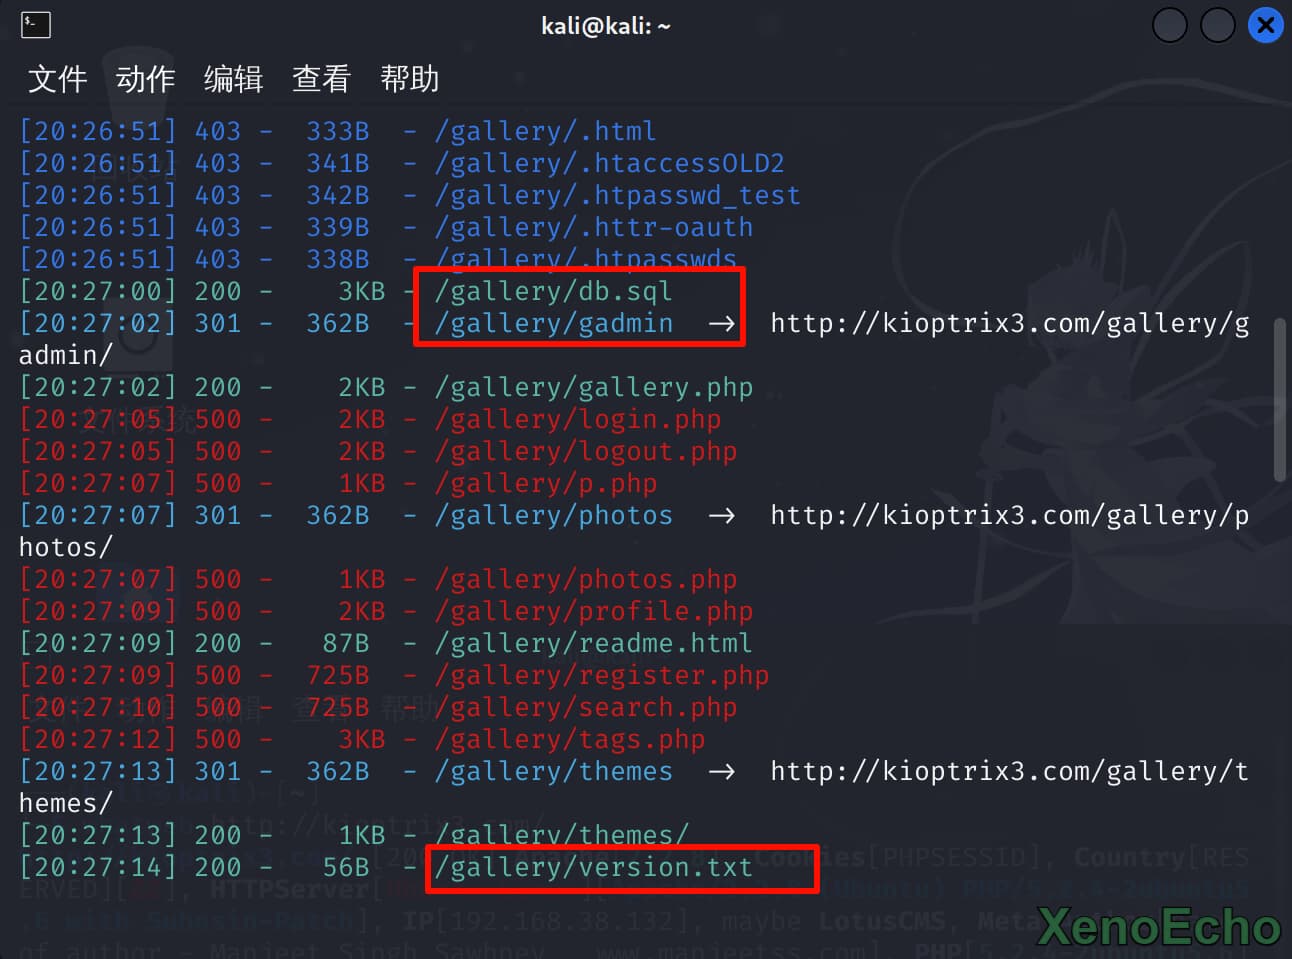 kali@kali: ~
文件 动作 编辑 查看 帮助
[20:26:51] 403 - 333B - /gallery/.html
[20:26:51] 403 - 341B - /gallery/.htaccessOLD2
[20:26:51] 403 - 342B - /gallery/.htpasswd_test
[20:26:51] 403 - 339B - /gallery/.httr-oauth
[20:26:51] 403 - 338B - /gallery/.htpasswds
[20:27:00] 200 - 3KB - /gallery/db.sql
[20:27:02] 301 - 362B - /gallery/gadmin → http://kioptrix3.com/gallery/g
admin/
[20:27:02] 200 - 2KB - /gallery/gallery.php
[20:27:05] 500 - 2KB - /gallery/login.php
[20:27:05] 500 - 2KB - /gallery/logout.php
[20:27:07] 500 - 1KB - /gallery/p.php
[20:27:07] 301 - 362B - /gallery/photos → http://kioptrix3.com/gallery/p
hotos/
[20:27:07] 500 - 1KB - /gallery/photos.php
[20:27:09] 500 - 2KB - /gallery/profile.php
[20:27:09] 200 - 87B - /gallery/readme.html
[20:27:09] 500 - 725B - /gallery/register.php
[20:27:10] 500 - 725B - /gallery/search.php
[20:27:12] 500 - 3KB - /gallery/tags.php
[20:27:13] 301 - 362B - /gallery/themes → http://kioptrix3.com/gallery/t
hemes/
[20:27:13] 200 - 1KB - /gallery/themes/
[20:27:14] 200 - 56B - /gallery/version.txt
XenoEcho